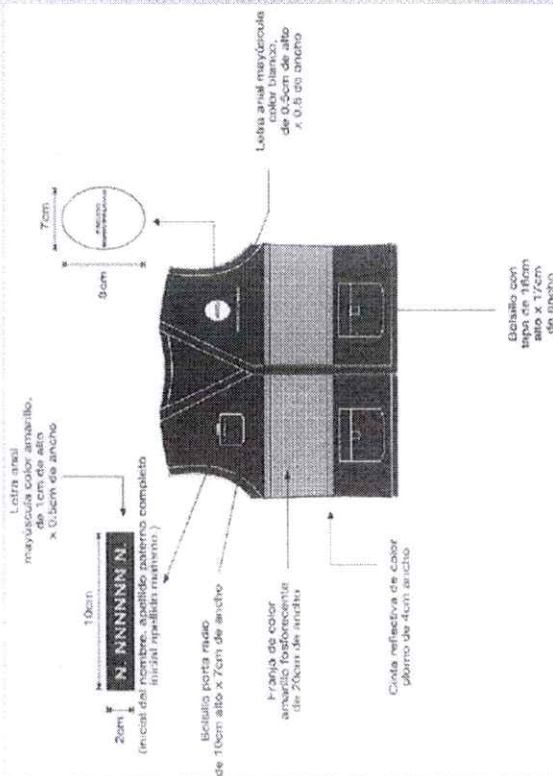 Letra arial
mayúscula color amarillo,
de 1cm de alto
x 0.5cm de ancho
10cm
2cm
N. NNNNNN N.
(inicial del nombre, apellido paterno completo
inicial apellido materno.)
Bolsillo porta radio
de 10cm alto x 7cm de ancho
Franja de color
amarillo fosforecente
de 20cm de ancho
Cinta reflectiva de color
plomo de 4cm ancho
7cm
8cm
Letra arial mayúscula
color blanco,
de 0.5cm de alto
x 0.5 de ancho
Bolsillo con
tapa de 18cm
alto x 17cm
de ancho